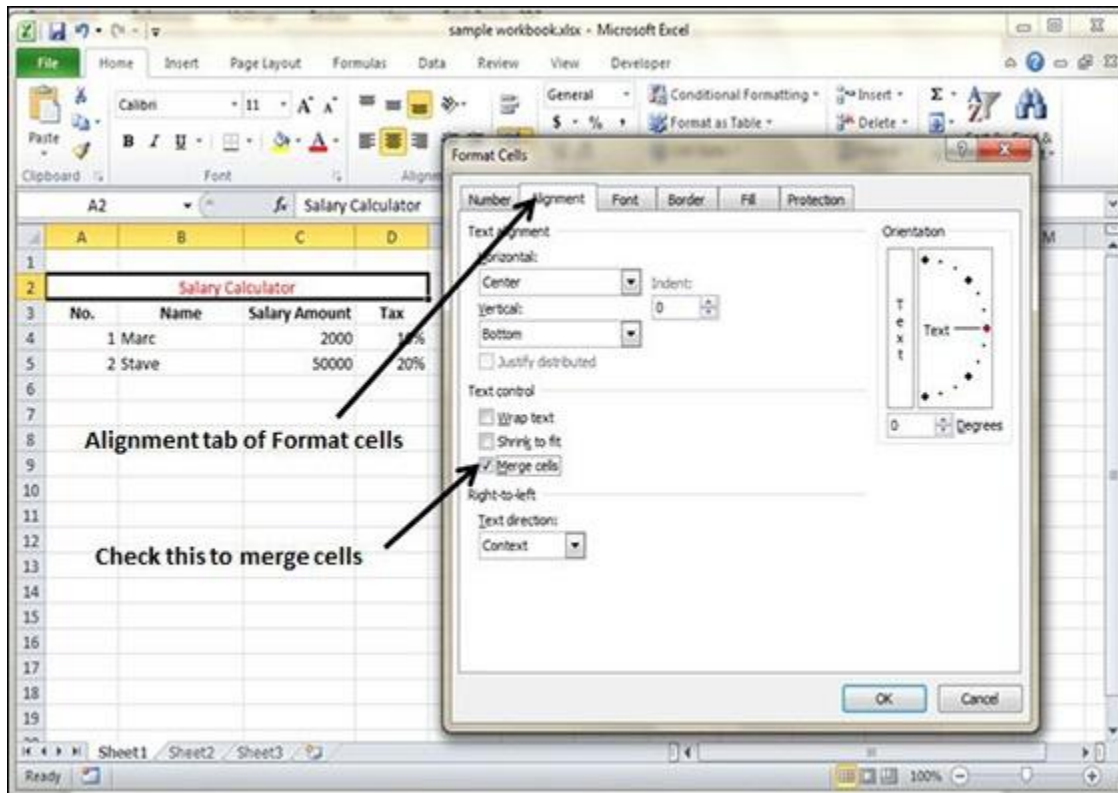 sample workbook.xlsx - Microsoft Excel
File Home Insert Page Layout Formulas Data Review View Developer
Calibri 11 A A General Conditional Formatting Insert Σ
Paste B I U A $ % , Format as Table Delete
Clipboard Font Alignm
A2 fx Salary Calculator
A B C D M
1
2 Salary Calculator
3 No. Name Salary Amount Tax
4 1 Marc 2000
5 2 Stave 50000 20%
6
7
8
9
10
11
12
13
14
15
16
17
18
19
Alignment tab of Format cells
Check this to merge cells
Format Cells
Number Alignment Font Border Fill Protection
Text alignment
Horizontal:
Center
Indent:
Vertical:
0
Bottom
Justify distributed
Text control
Wrap text
Shrink to fit
Merge cells
Right-to-left
Text direction:
Context
Orientation
Text
Text
0 Degrees
OK Cancel
Sheet1 Sheet2 Sheet3
Ready 100%